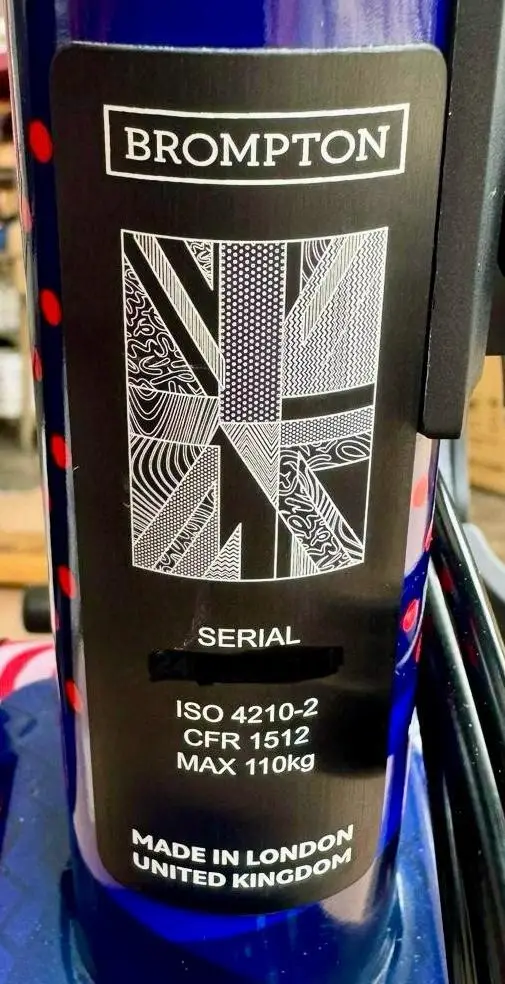 BROMPTON
SERIAL
ISO 4210-2
CFR 1512
MAX 110kg
MADE IN LONDON
UNITED KINGDOM